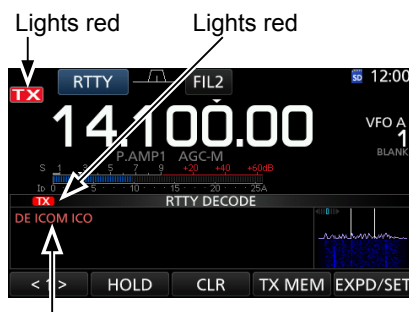 Lights red Lights red
RTTY FIL2 SD 12:00
TX
14.100.00 VFO A
1
P.AMP1 AGC-M BLANK
S 1 3 5 7 9 +20 +40 +60dB
ID 0 5 10 15 20 25A
TX RTTY DECODE
DE ICOM ICO
< 1 > HOLD CLR TX MEM EXPD/SET